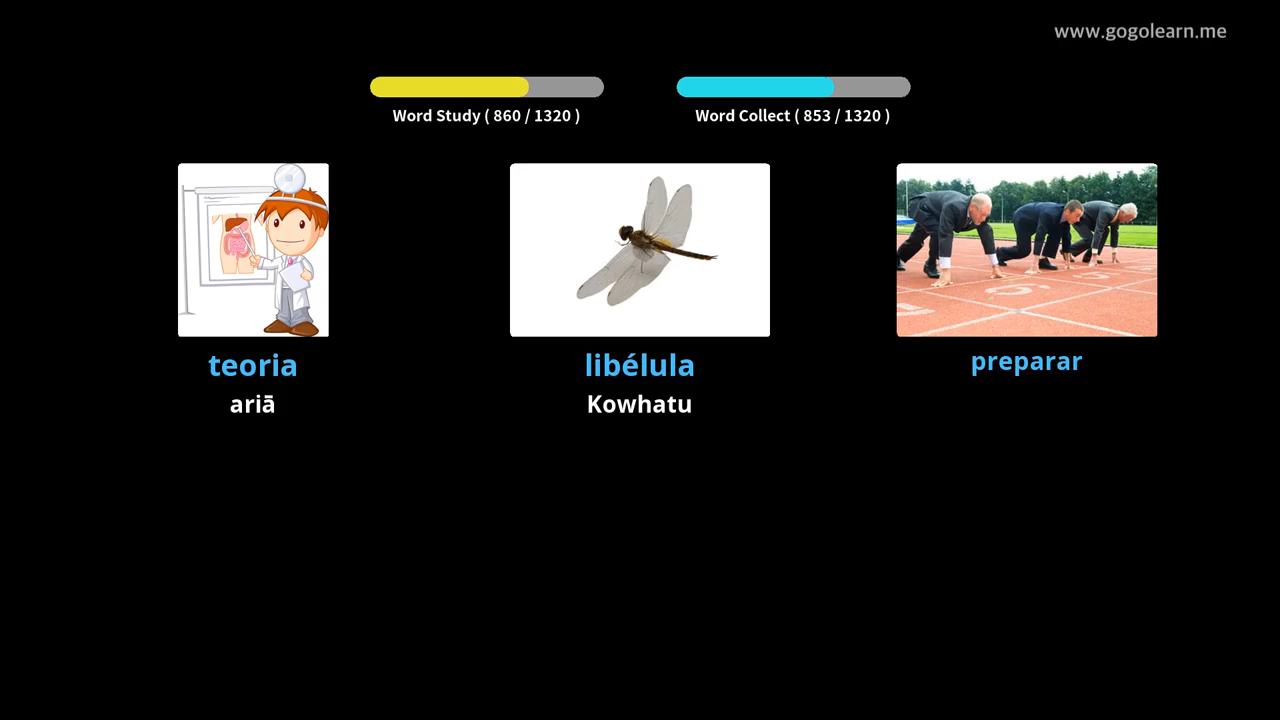 www.gogolearn.me
Word Study ( 860 / 1320 )
Word Collect ( 853 / 1320 )
teoria
ariā
libélula
Kowhatu
preparar